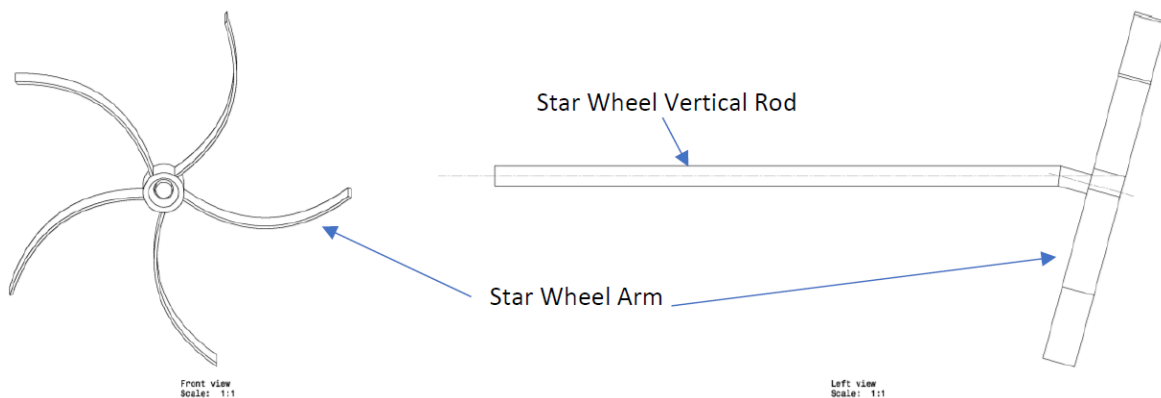 Star Wheel Vertical Rod
Star Wheel Arm
Front view
Scale: 1:1
Left view
Scale: 1:1